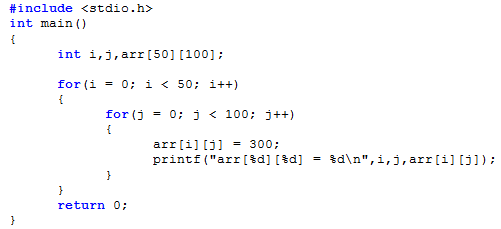 #include <stdio.h>
int main()
{
int i,j,arr[50][100];
for(i = 0; i < 50; i++)
{
for(j = 0; j < 100; j++)
{
arr[i][j] = 300;
printf("arr[%d][%d] = %d\n",i,j,arr[i][j]);
}
}
return 0;
}